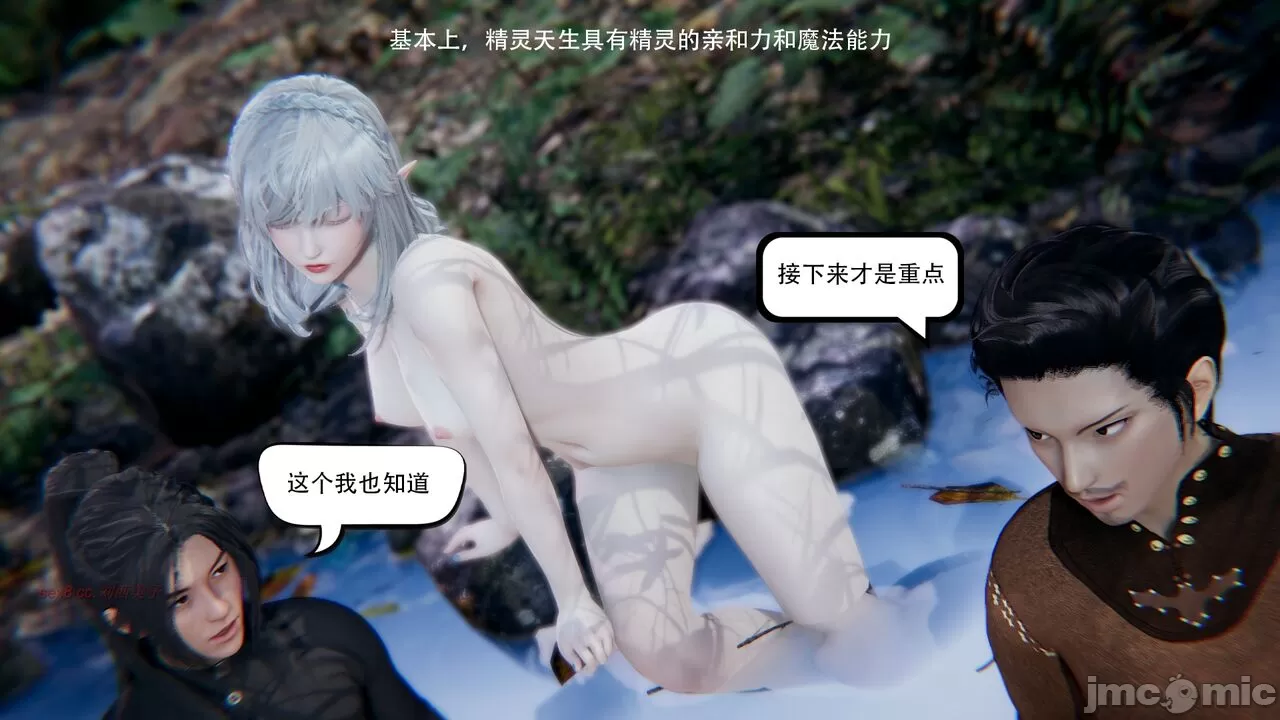 基本上，精灵天生具有精灵的亲和力和魔法能力
接下来才是重点
这个我也知道
jmcomic